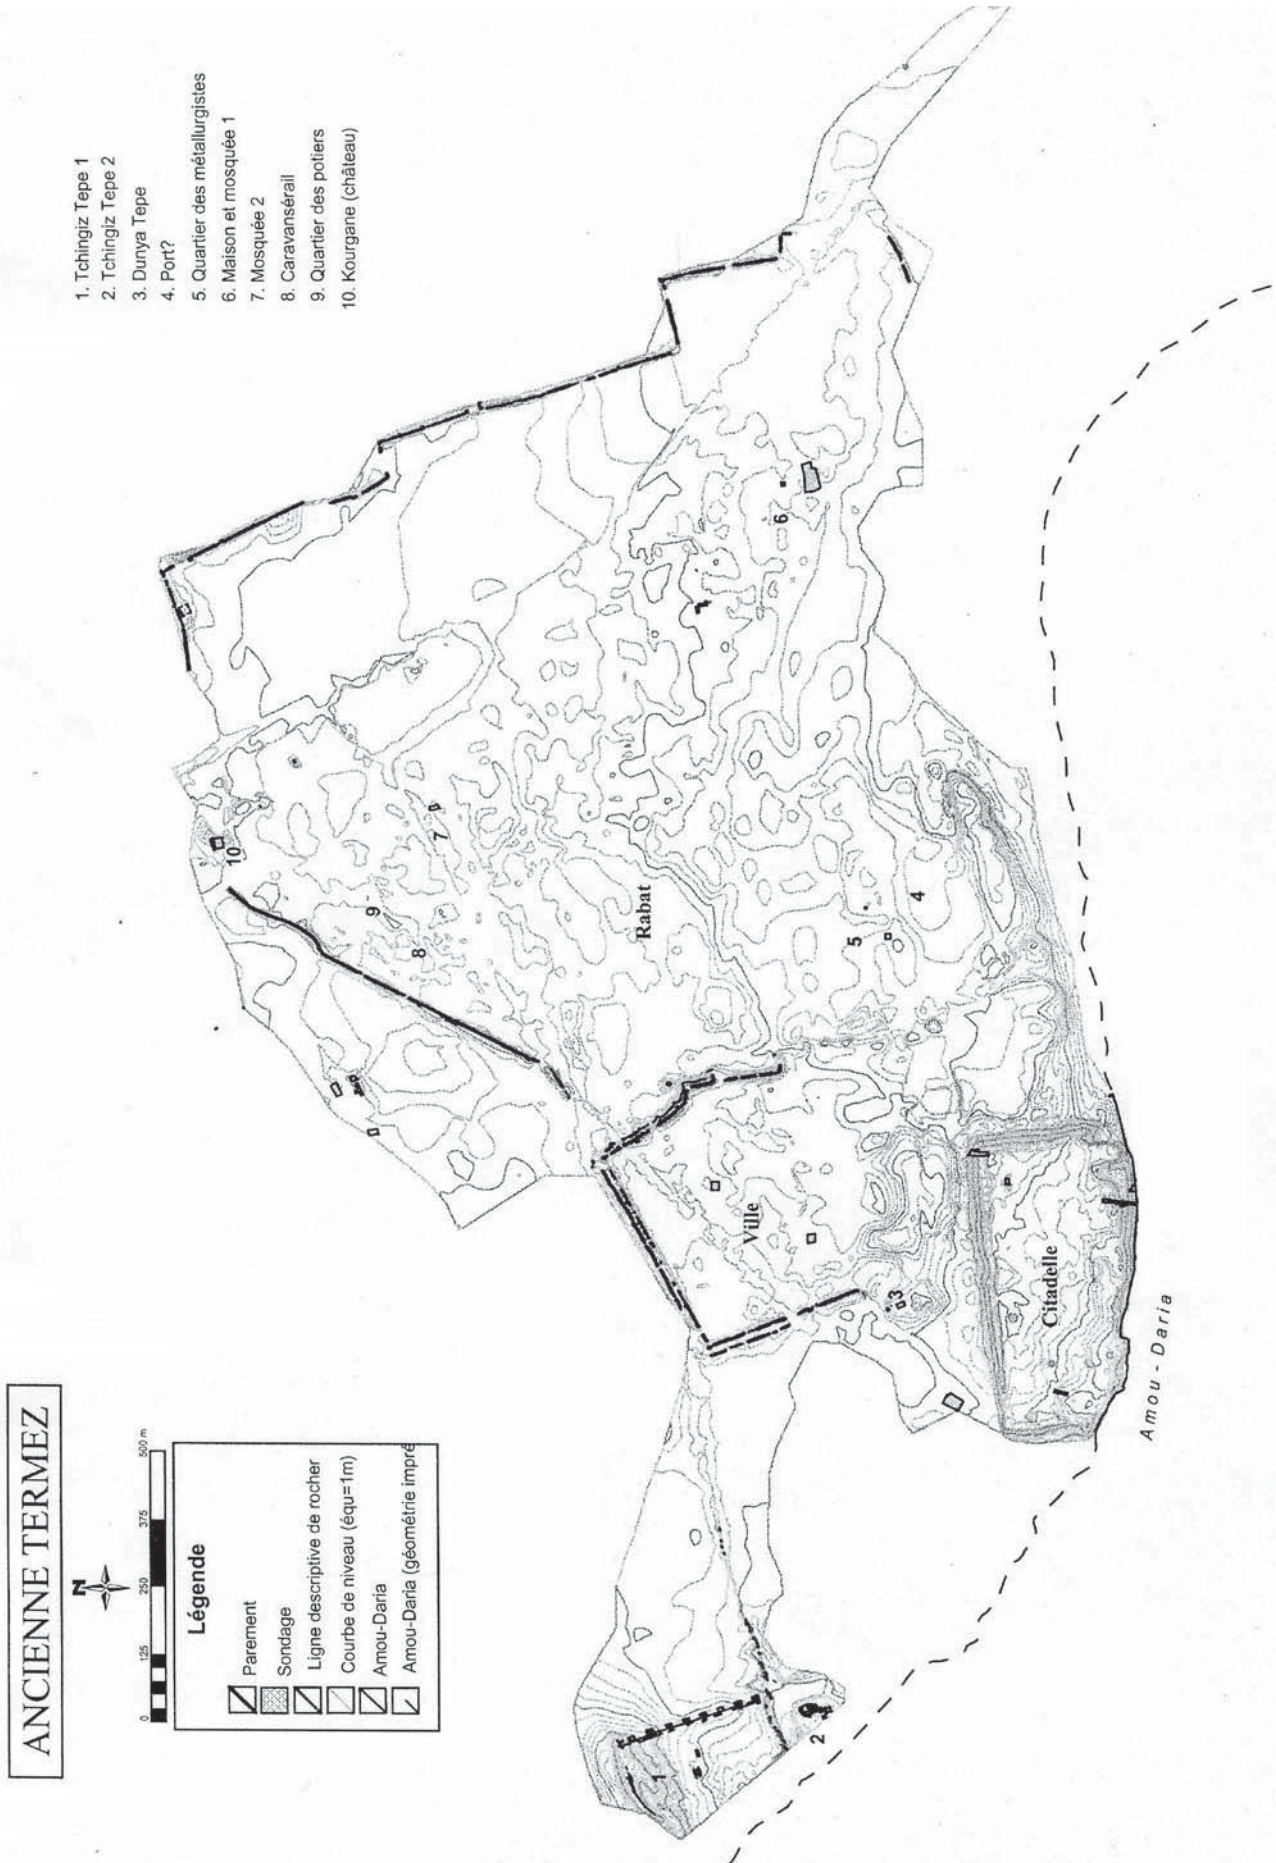 ANCIENNE TERMEZ
N
0 125 250 375 500 m
Légende
Parement
Sondage
Ligne descriptive de rocher
Courbe de niveau (équ=1m)
Amou-Daria
Amou-Daria (géométrie impré
1. Tchingiz Tepe 1
2. Tchingiz Tepe 2
3. Dunya Tepe
4. Port?
5. Quartier des métallurgistes
6. Maison et mosquée 1
7. Mosquée 2
8. Caravansérail
9. Quartier des potiers
10. Kourgane (château)
10
9
8
7
6
Rabat
5
4
Ville
3
Citadelle
Amou-Daria
1
2